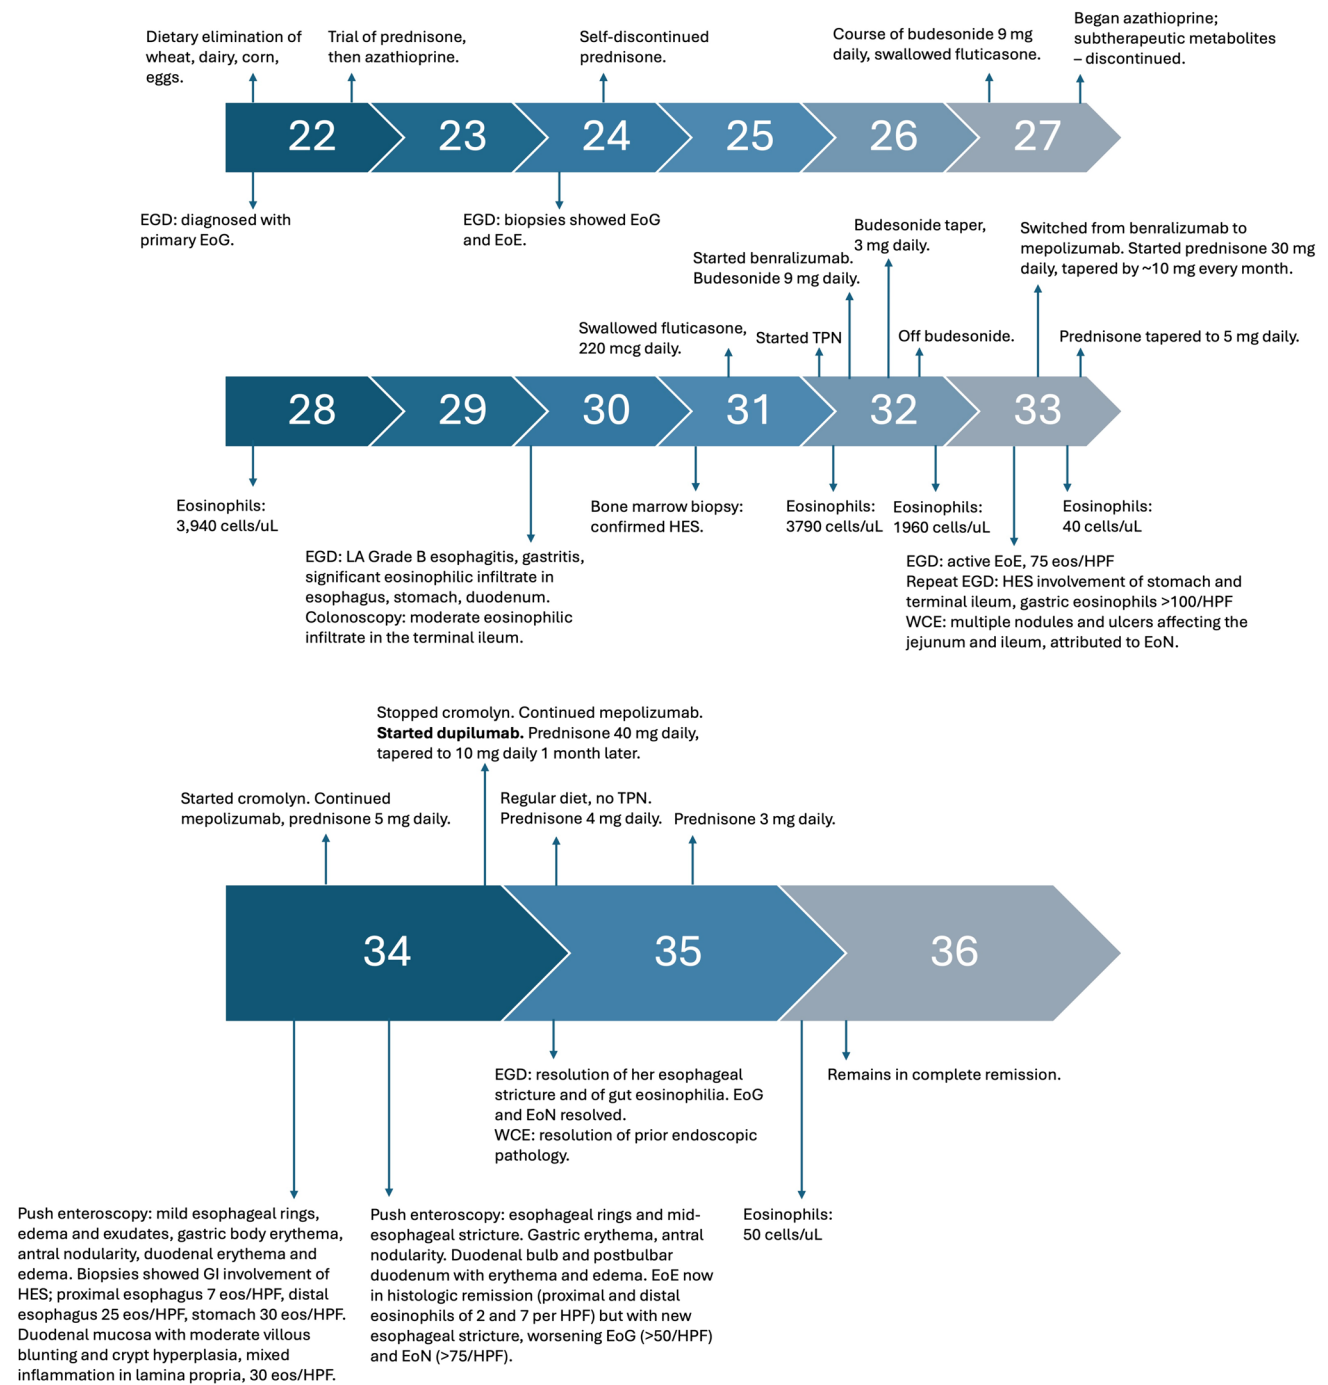 Dietary elimination of
wheat, dairy, corn,
eggs.
Trial of prednisone,
then azathioprine.
Self-discontinued
prednisone.
Course of budesonide 9 mg
daily, swallowed fluticasone.
Began azathioprine;
subtherapeutic metabolites
– discontinued.
22
23
24
25
26
27
EGD: diagnosed with
primary EoG.
EGD: biopsies showed EoG
and EoE.
Swallowed fluticasone,
220 mcg daily.
Started TPN
Started benralizumab.
Budesonide 9 mg daily.
Budesonide taper,
3 mg daily.
Off budesonide.
Switched from benralizumab to
mepolizumab. Started prednisone 30 mg
daily, tapered by ~10 mg every month.
Prednisone tapered to 5 mg daily.
28
29
30
31
32
33
Eosinophils:
3,940 cells/uL
EGD: LA Grade B esophagitis, gastritis,
significant eosinophilic infiltrate in
esophagus, stomach, duodenum.
Colonoscopy: moderate eosinophilic
infiltrate in the terminal ileum.
Bone marrow biopsy:
confirmed HES.
Eosinophils:
3790 cells/uL
Eosinophils:
1960 cells/uL
EGD: active EoE, 75 eos/HPF
Repeat EGD: HES involvement of stomach and
terminal ileum, gastric eosinophils >100/HPF
WCE: multiple nodules and ulcers affecting the
jejunum and ileum, attributed to EoN.
Eosinophils:
40 cells/uL
Started cromolyn. Continued
mepolizumab, prednisone 5 mg daily.
Stopped cromolyn. Continued mepolizumab.
Started dupilumab. Prednisone 40 mg daily,
tapered to 10 mg daily 1 month later.
Regular diet, no TPN.
Prednisone 4 mg daily.
Prednisone 3 mg daily.
34
35
36
Push enteroscopy: mild esophageal rings,
edema and exudates, gastric body erythema,
antral nodularity, duodenal erythema and
edema. Biopsies showed GI involvement of
HES; proximal esophagus 7 eos/HPF, distal
esophagus 25 eos/HPF, stomach 30 eos/HPF.
Duodenal mucosa with moderate villous
blunting and crypt hyperplasia, mixed
inflammation in lamina propria, 30 eos/HPF.
Push enteroscopy: esophageal rings and mid-
esophageal stricture. Gastric erythema, antral
nodularity. Duodenal bulb and postbulbar
duodenum with erythema and edema. EoE now
in histologic remission (proximal and distal
eosinophils of 2 and 7 per HPF) but with new
esophageal stricture, worsening EoG (>50/HPF)
and EoN (>75/HPF).
EGD: resolution of her esophageal
stricture and of gut eosinophilia. EoG
and EoN resolved.
WCE: resolution of prior endoscopic
pathology.
Eosinophils:
50 cells/uL
Remains in complete remission.